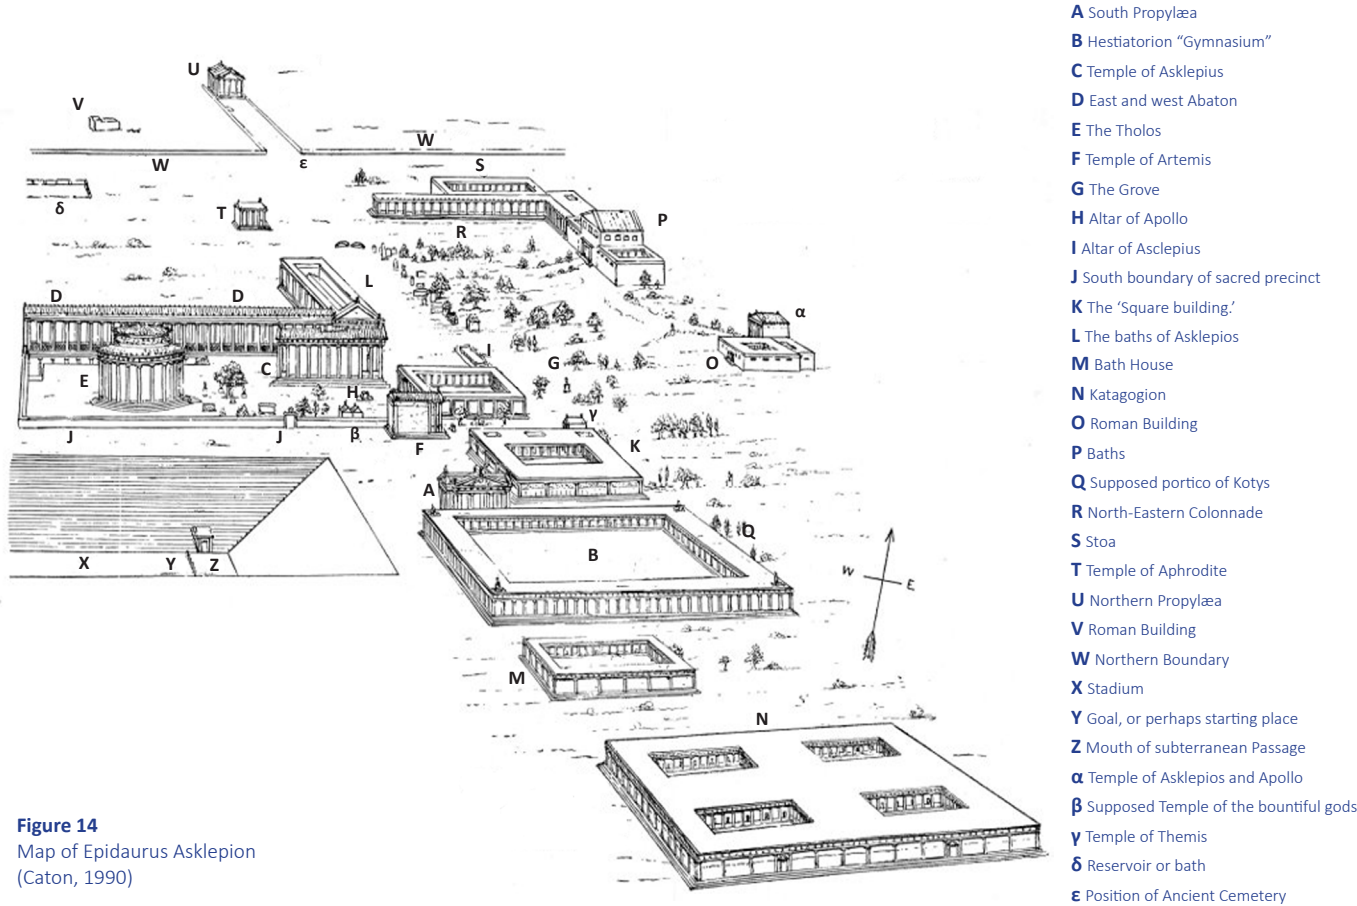 U
V
W
W
ε
S
δ
T
P
R
L
D
D
α
I
C
G
O
E
H
γ
J
J
β
F
K
A
Q
X
Y
Z
B
W
E
M
N
Figure 14
Map of Epidaurus Asklepion
(Caton, 1990)
A South Propylæa
B Hestiatorion “Gymnasium”
C Temple of Asklepius
D East and west Abaton
E The Tholos
F Temple of Artemis
G The Grove
H Altar of Apollo
I Altar of Asclepius
J South boundary of sacred precinct
K The ‘Square building.’
L The baths of Asklepios
M Bath House
N Katagogion
O Roman Building
P Baths
Q Supposed portico of Kotys
R North-Eastern Colonnade
S Stoa
T Temple of Aphrodite
U Northern Propylæa
V Roman Building
W Northern Boundary
X Stadium
Y Goal, or perhaps starting place
Z Mouth of subterranean Passage
α Temple of Asklepios and Apollo
β Supposed Temple of the bountiful gods
γ Temple of Themis
δ Reservoir or bath
ε Position of Ancient Cemetery